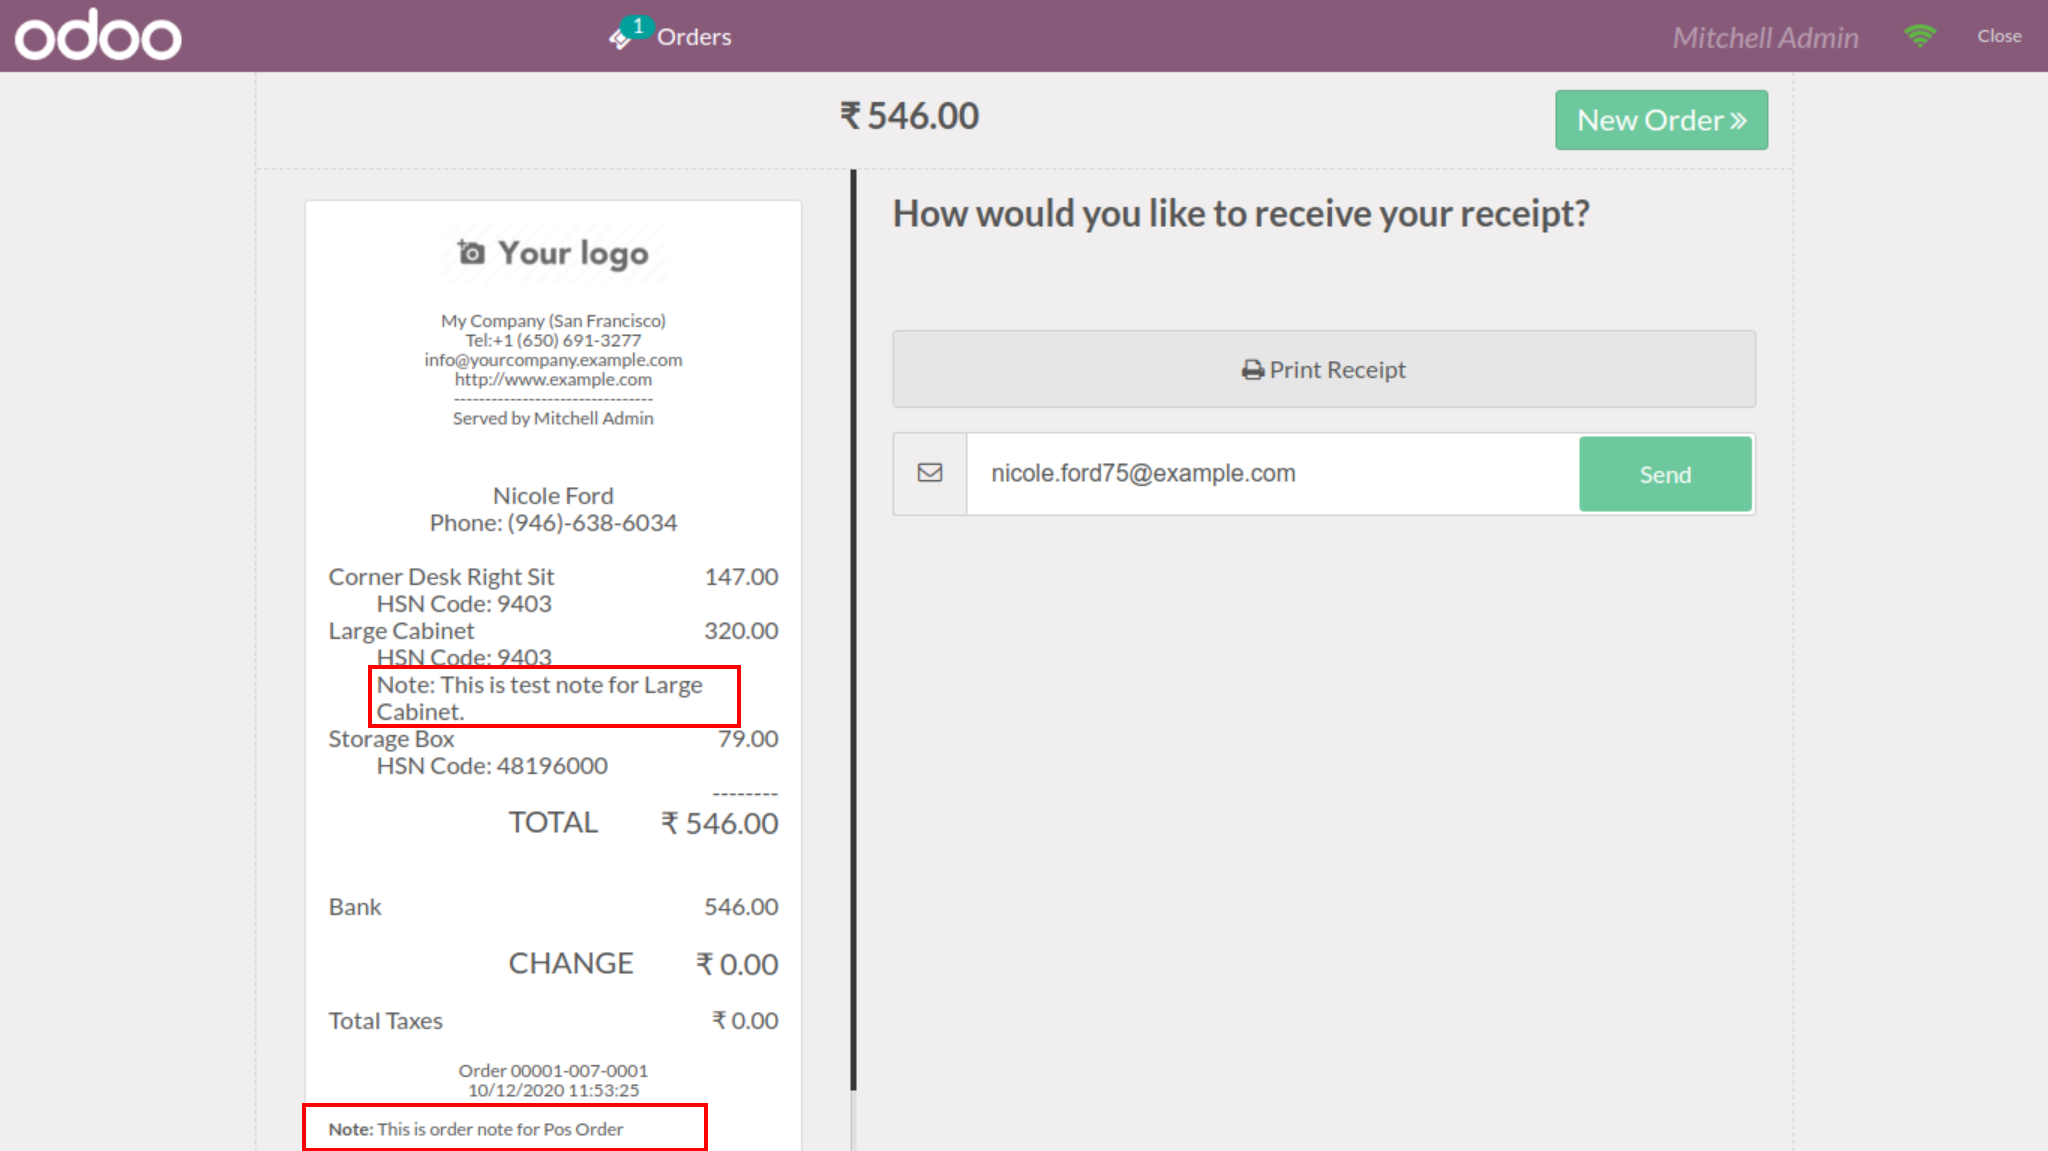 odoo
1 Orders
Mitchell Admin
Close
₹ 546.00
New Order
Your logo
My Company (San Francisco)
Tel:+1 (650) 691-3277
info@yourcompany.example.com
http://www.example.com
--------------------------------
Served by Mitchell Admin
Nicole Ford
Phone: (946)-638-6034
Corner Desk Right Sit 147.00
HSN Code: 9403
Large Cabinet 320.00
HSN Code: 9403
Note: This is test note for Large
Cabinet.
Storage Box 79.00
HSN Code: 48196000
--------
TOTAL ₹ 546.00
Bank 546.00
CHANGE ₹ 0.00
Total Taxes ₹ 0.00
Order 00001-007-0001
10/12/2020 11:53:25
Note: This is order note for Pos Order
How would you like to receive your receipt?
Print Receipt
nicole.ford75@example.com
Send